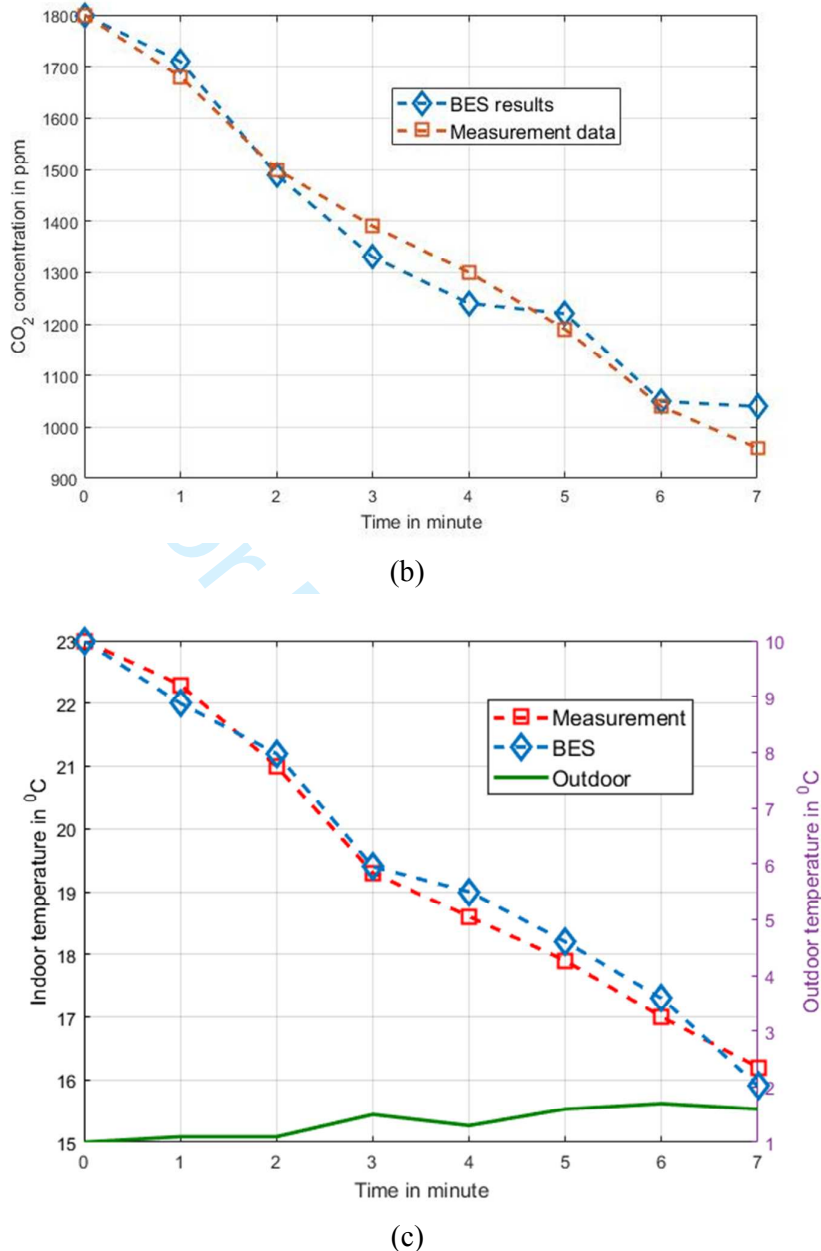 1800
1700
1600
1500
1400
1300
1200
1100
1000
900
CO2 concentration in ppm
BES results
Measurement data
0 1 2 3 4 5 6 7
Time in minute
(b)
23
22
21
20
19
18
17
16
15
Indoor temperature in 0C
Measurement
BES
Outdoor
10
9
8
7
6
5
4
3
2
1
Outdoor temperature in 0C
0 1 2 3 4 5 6 7
Time in minute
(c)